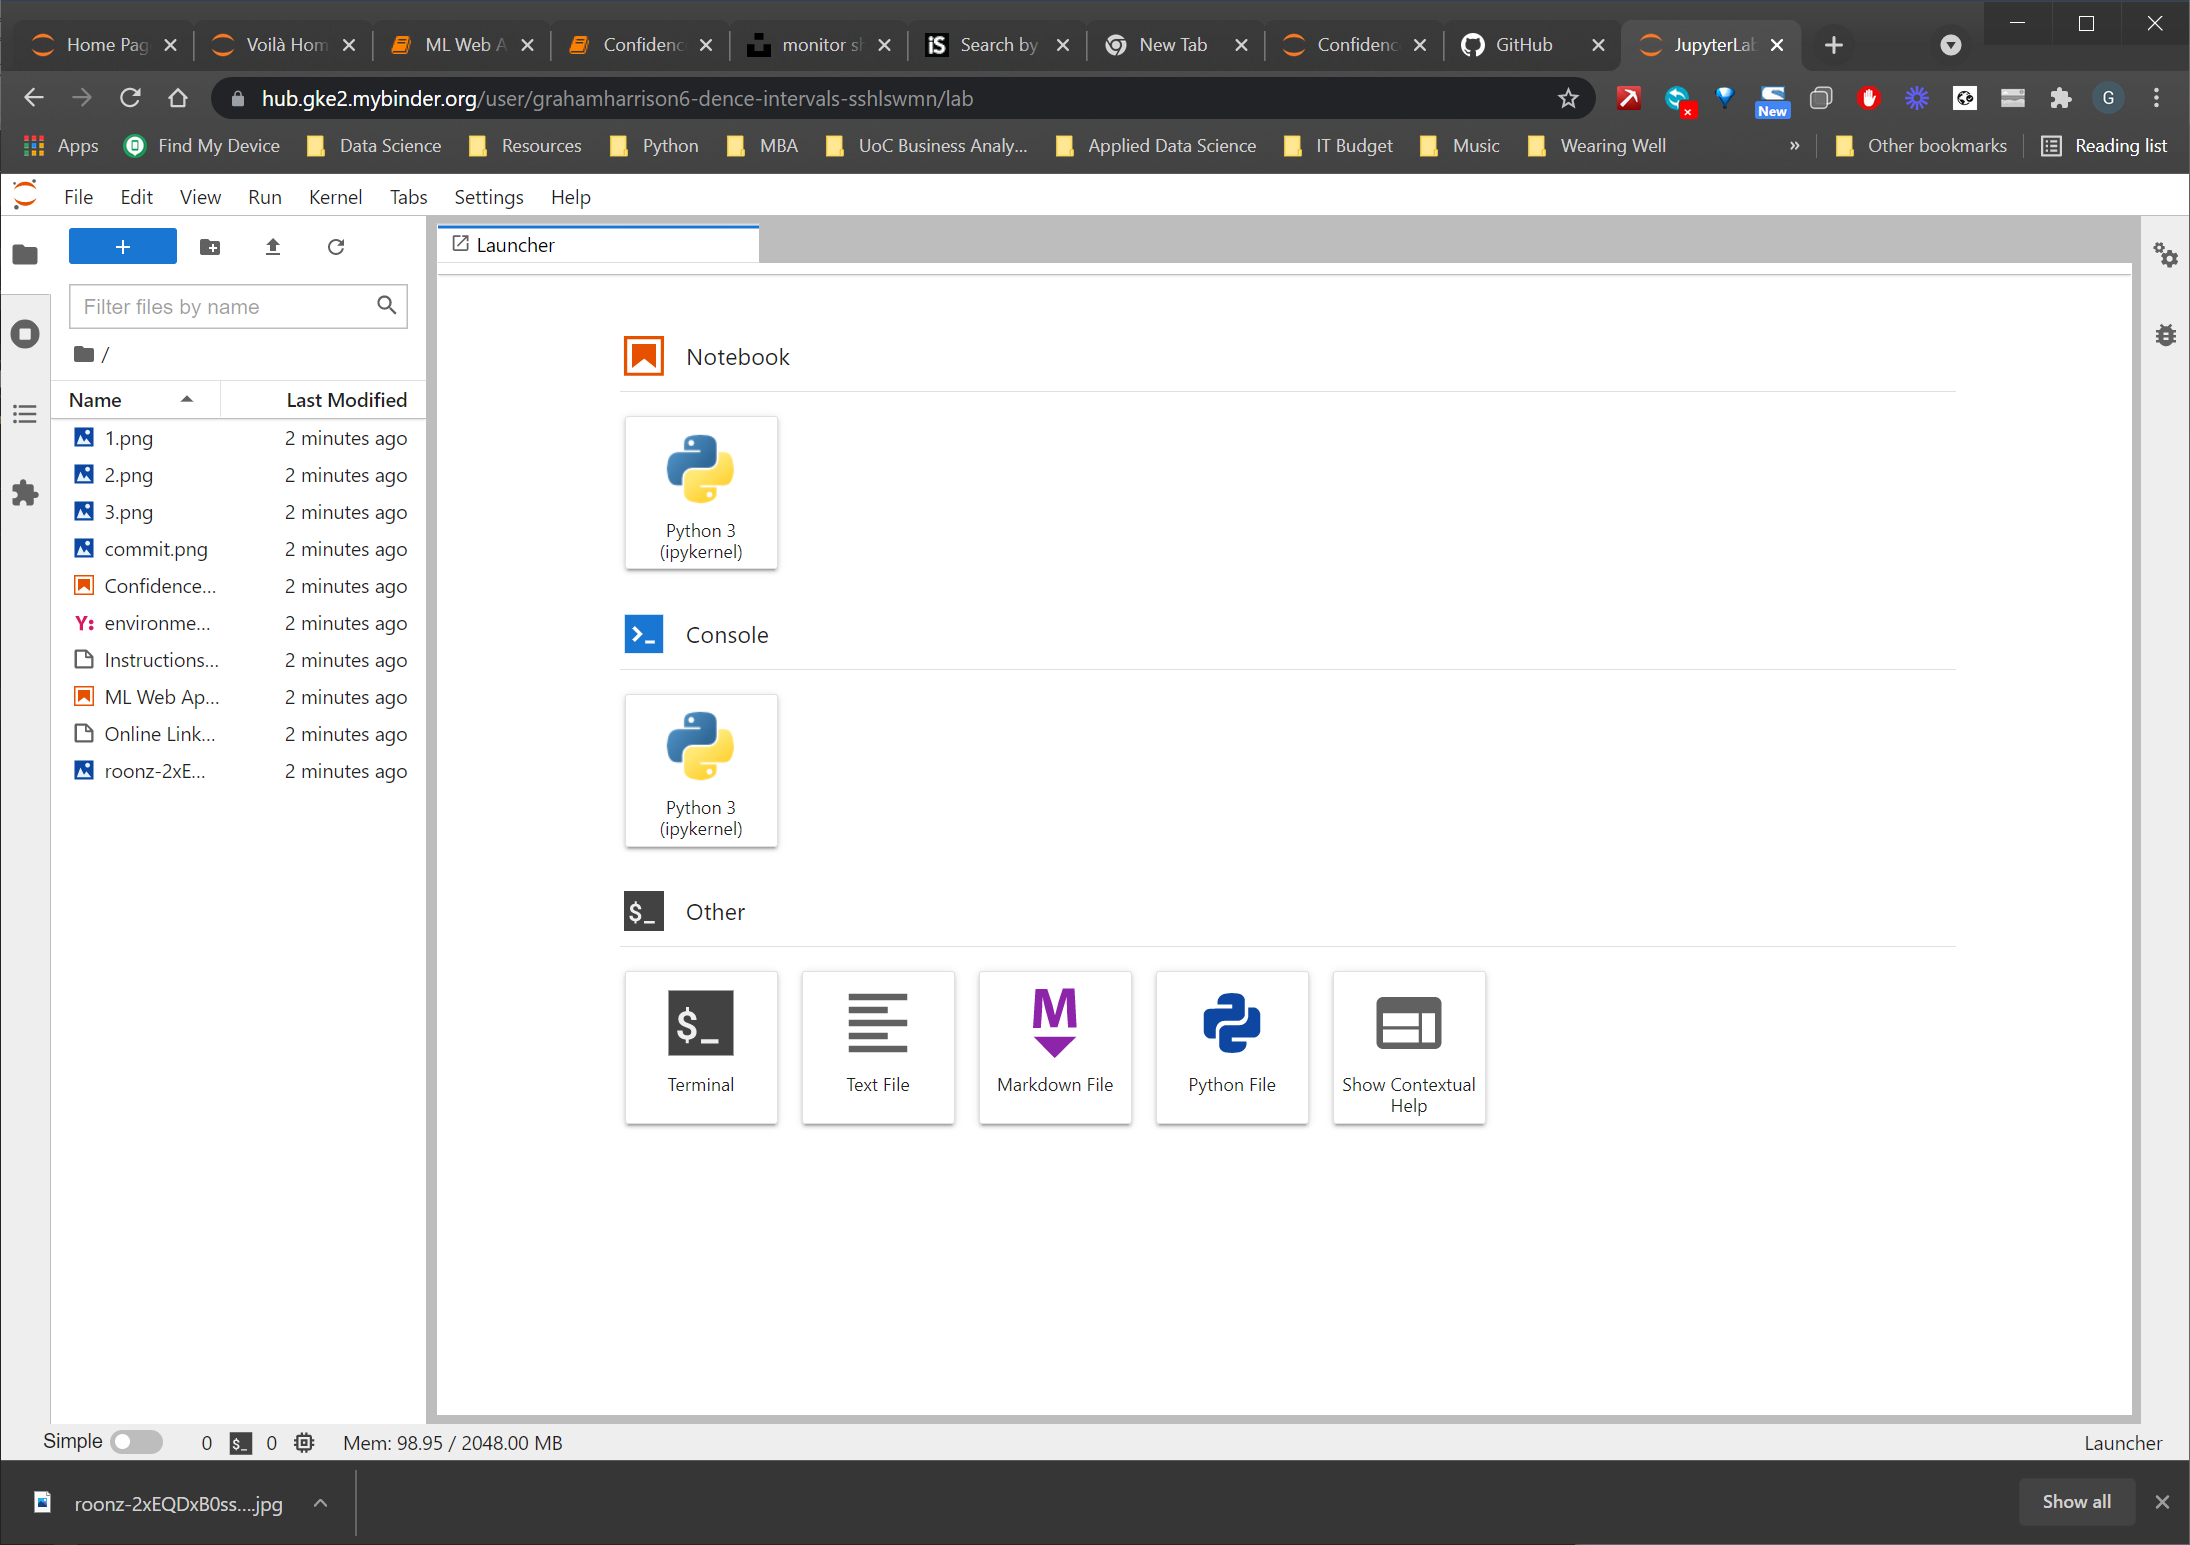 Home Pag
Voilà Hom
ML Web A
Confidenc
monitor sh
iS
Search by
New Tab
Confidenc
GitHub
JupyterLab
hub.gke2.mybinder.org/user/grahamharrison6-dence-intervals-sshlswmn/lab
New
G
Apps
Find My Device
Data Science
Resources
Python
MBA
UoC Business Analy...
Applied Data Science
IT Budget
Music
Wearing Well
»
Other bookmarks
Reading list
File
Edit
View
Run
Kernel
Tabs
Settings
Help
Launcher
Filter files by name
/
Name
Last Modified
1.png 2 minutes ago
2.png 2 minutes ago
3.png 2 minutes ago
commit.png 2 minutes ago
Confidence... 2 minutes ago
Y: environme... 2 minutes ago
Instructions... 2 minutes ago
ML Web Ap... 2 minutes ago
Online Link... 2 minutes ago
roonz-2xE... 2 minutes ago
Notebook
Python 3
(ipykernel)
Console
Python 3
(ipykernel)
$_ Other
$_
Terminal
Text File
M
Markdown File
Python File
Show Contextual
Help
Simple
0 $_ 0
Mem: 98.95 / 2048.00 MB
Launcher
roonz-2xEQDxB0ss....jpg
Show all